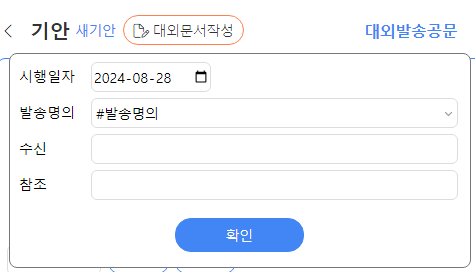 기안 새기안 대외문서작성 대외발송공문
시행일자 2024-08-28
발송명의 #발송명의
수신
참조
확인